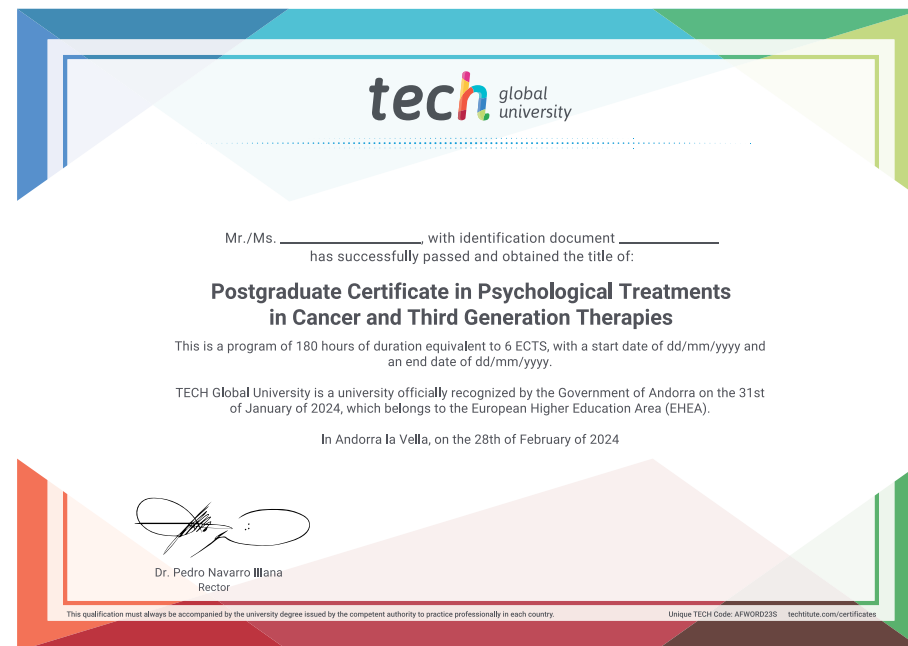 tech global
university
Mr./Ms. ____________, with identification document ____________
has successfully passed and obtained the title of:
Postgraduate Certificate in Psychological Treatments
in Cancer and Third Generation Therapies
This is a program of 180 hours of duration equivalent to 6 ECTS, with a start date of dd/mm/yyyy and
an end date of dd/mm/yyyy.
TECH Global University is a university officially recognized by the Government of Andorra on the 31st
of January of 2024, which belongs to the European Higher Education Area (EHEA).
In Andorra la Vella, on the 28th of February of 2024
Dr. Pedro Navarro Illana
Rector
This qualification must always be accompanied by the university degree issued by the competent authority to practice professionally in each country. Unique TECH Code: AFWORD23S techtitute.com/certificates